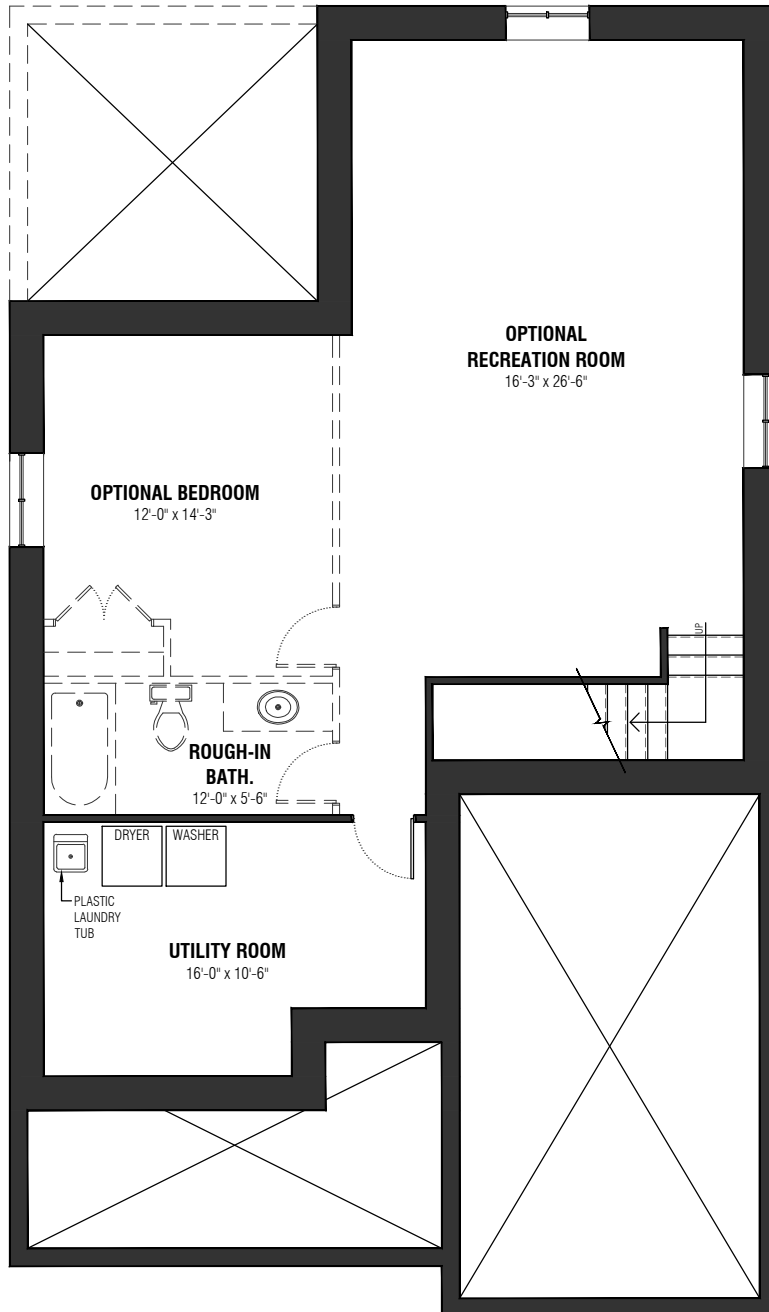 OPTIONAL
RECREATION ROOM
16'-3" x 26'-6"
OPTIONAL BEDROOM
12'-0" x 14'-3"
UP
ROUGH-IN
BATH.
12'-0" x 5'-6"
DRYER
WASHER
PLASTIC
LAUNDRY
TUB
UTILITY ROOM
16'-0" x 10'-6"